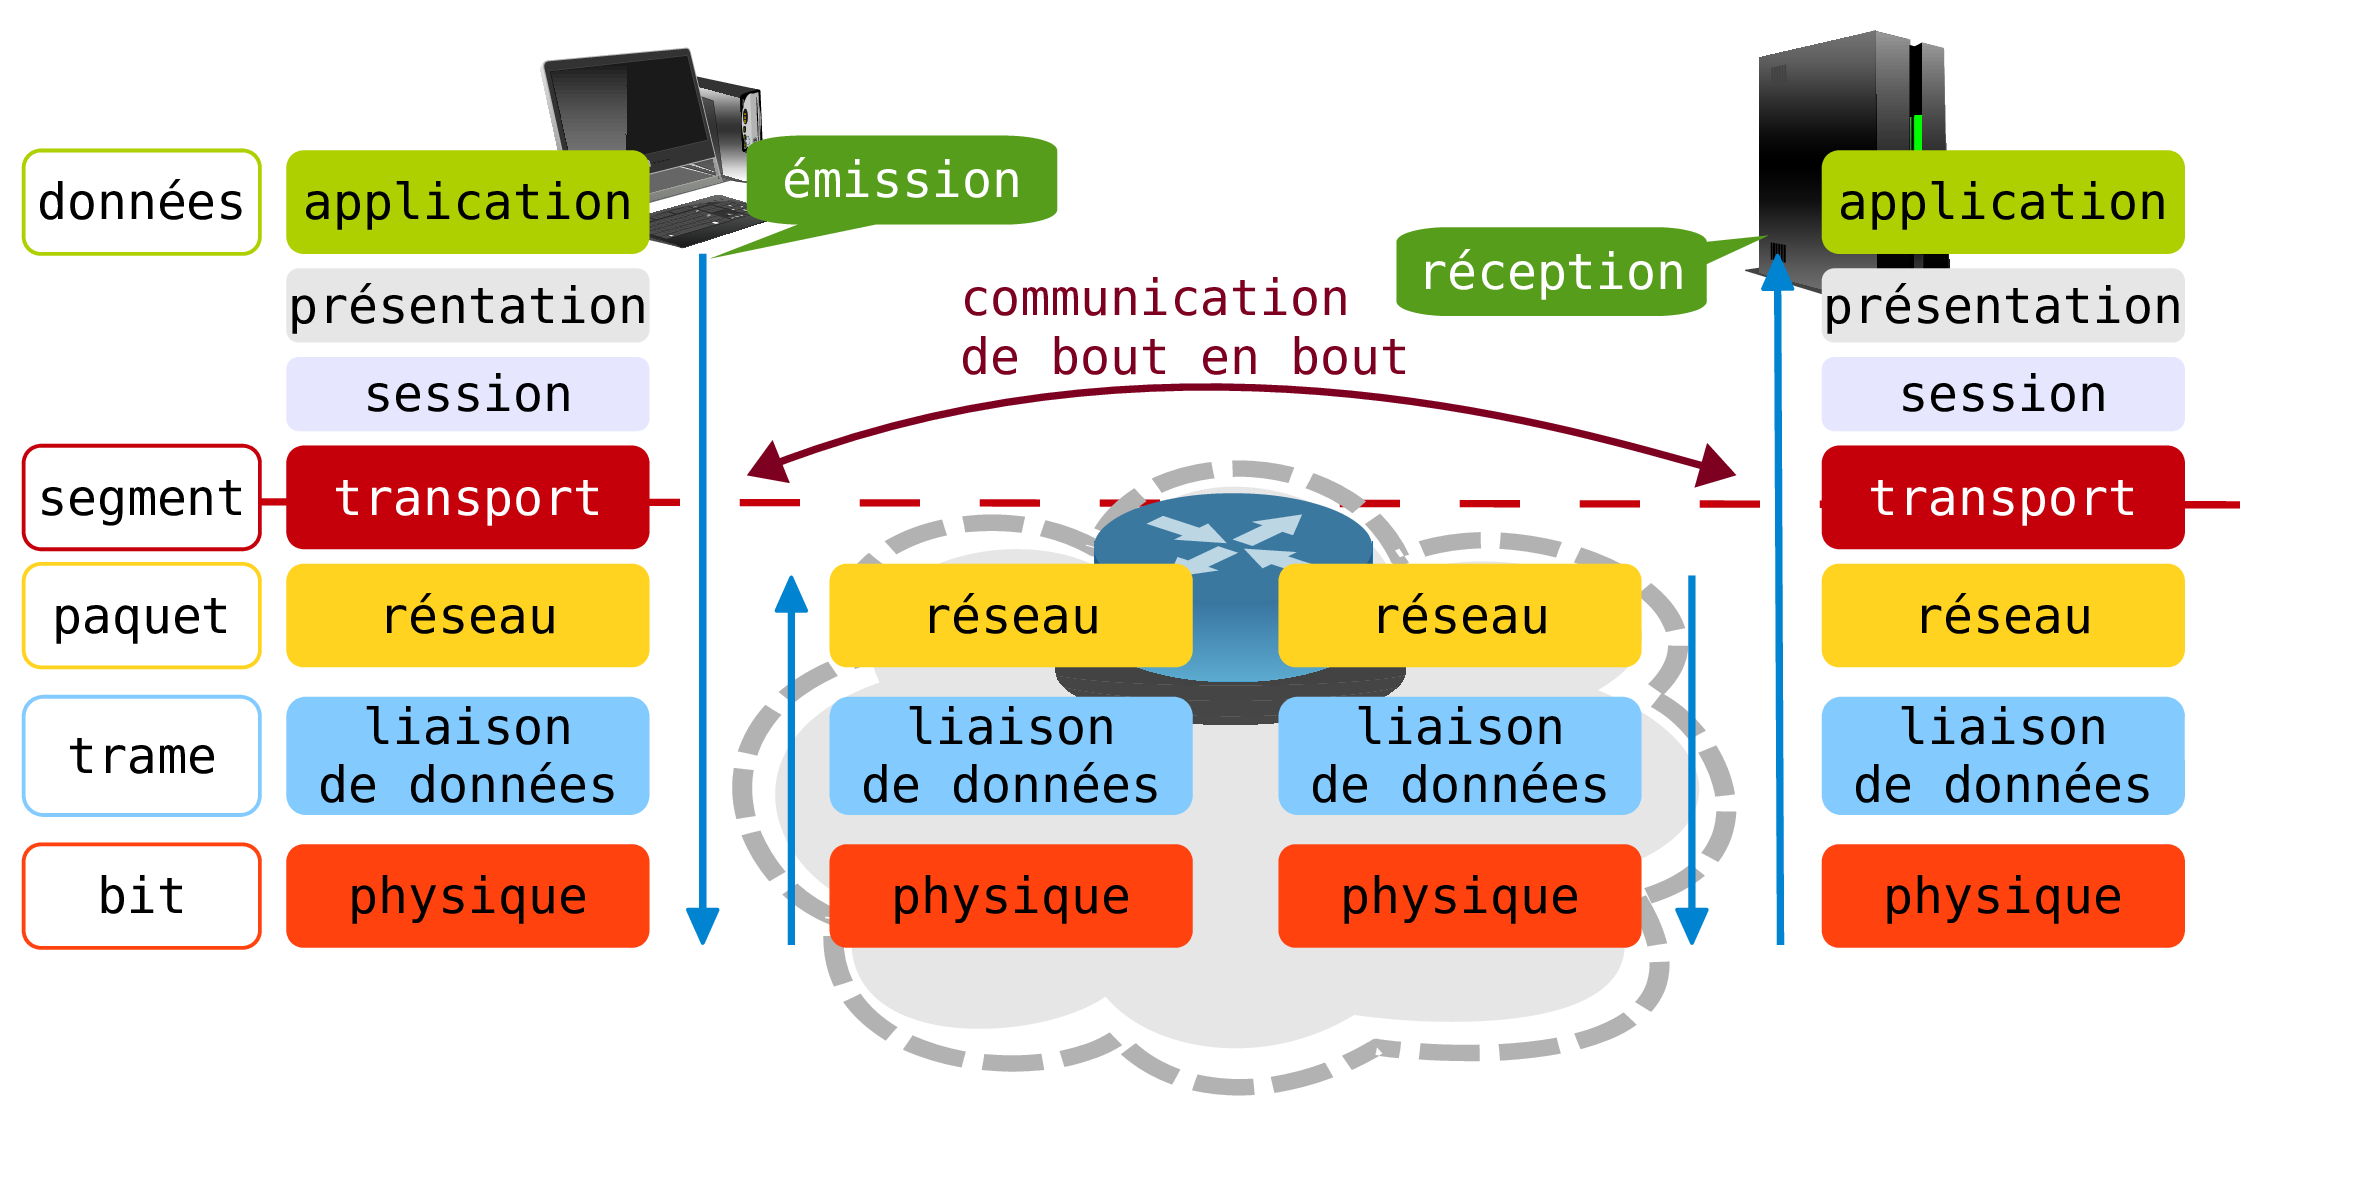 données
application
émission
application
réception
présentation
communication
de bout en bout
présentation
session
session
segment
transport
transport
paquet
réseau
réseau
réseau
réseau
trame
liaison
de données
liaison
de données
liaison
de données
liaison
de données
bit
physique
physique
physique
physique